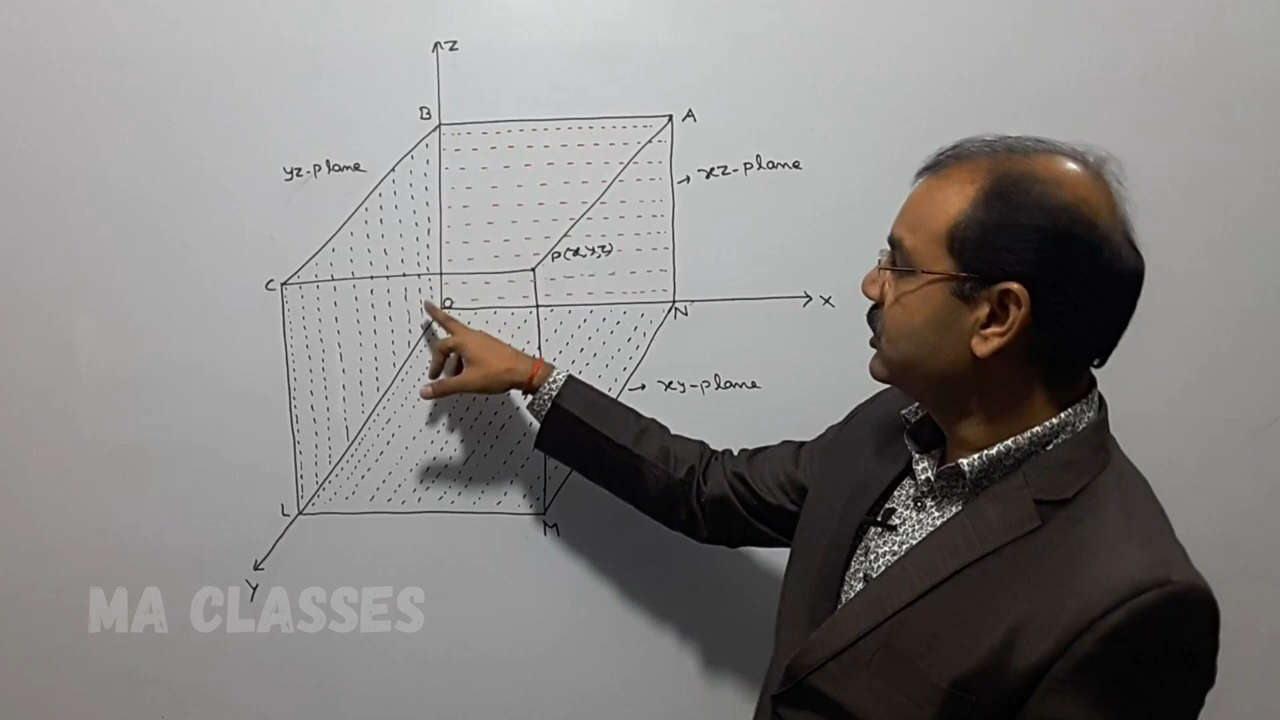 Z
B
A
yz-plane
→ xz-plane
P(x,y,z)
C
O
N
X
→ xy-plane
L
M
Y
MA CLASSES